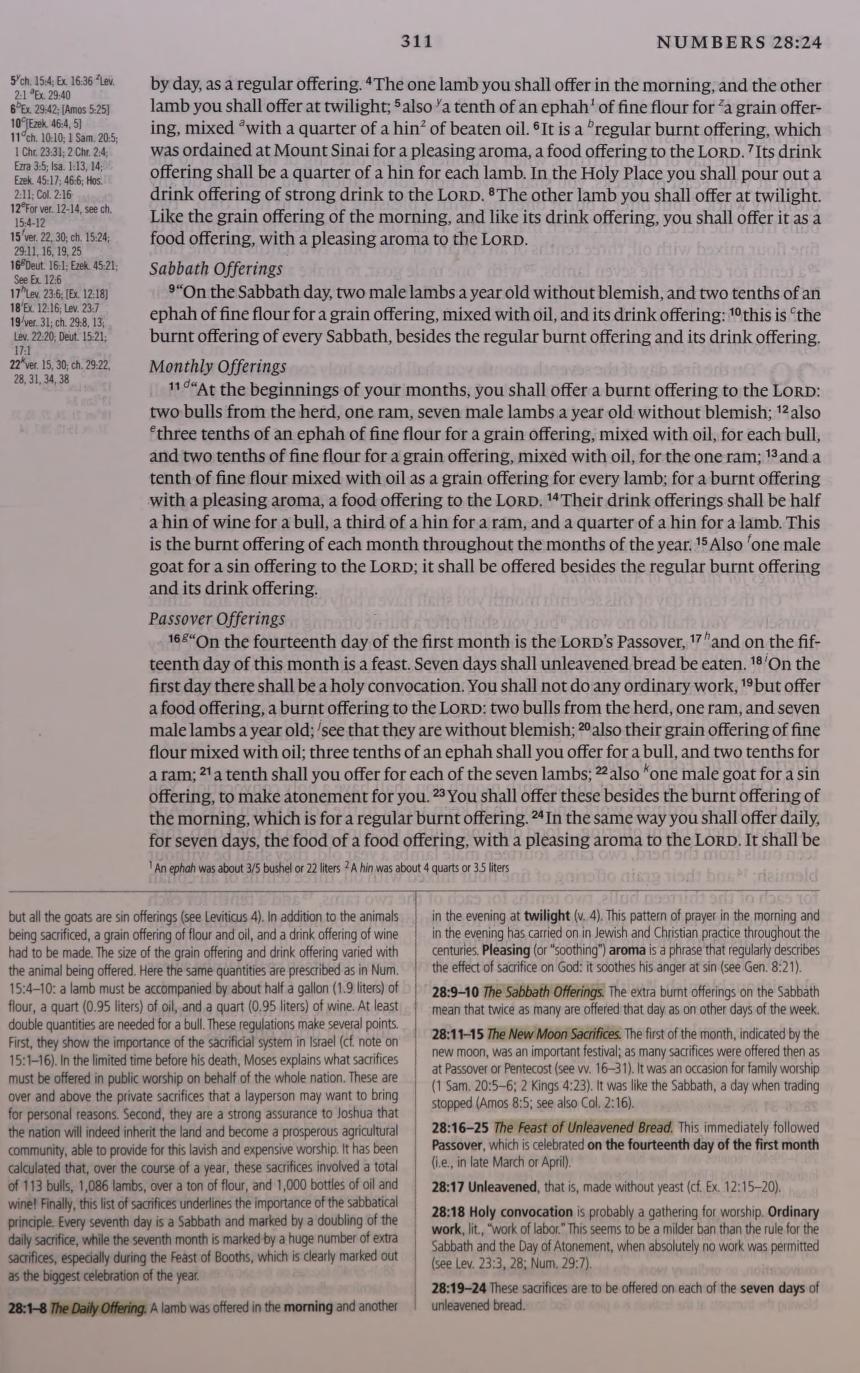 311
NUMBERS 28:24
5 y ch. 15:4; Ex. 16:36 z Lev.
2:1 a Ex. 29:40
6 b Ex. 29:42; [Amos 5:25]
10 c [Ezek. 46:4, 5]
11 d ch. 10:10; 1 Sam. 20:5;
1 Chr. 23:31; 2 Chr. 2:4;
Ezra 3:5; Isa. 1:13, 14;
Ezek. 45:17; 46:6; Hos.
2:11; Col. 2:16
12 e For ver. 12-14, see ch.
15:4-12
15 f ver. 22, 30; ch. 15:24;
29:11, 16, 19, 25
16 g Deut. 16:1; Ezek. 45:21;
See Ex. 12:6
17 h Lev. 23:6; [Ex. 12:18]
18 i Ex. 12:16; Lev. 23:7
19 j ver. 31; ch. 29:8, 13;
Lev. 22:20; Deut. 15:21;
17:1
22 k ver. 15, 30; ch. 29:22,
28, 31, 34, 38
by day, as a regular offering. 4 The one lamb you shall offer in the morning, and the other
lamb you shall offer at twilight; 5 also y a tenth of an ephah 1 of fine flour for z a grain offer-
ing, mixed a with a quarter of a hin 2 of beaten oil. 6 It is a b regular burnt offering, which
was ordained at Mount Sinai for a pleasing aroma, a food offering to the LORD. 7 Its drink
offering shall be a quarter of a hin for each lamb. In the Holy Place you shall pour out a
drink offering of strong drink to the LORD. 8 The other lamb you shall offer at twilight.
Like the grain offering of the morning, and like its drink offering, you shall offer it as a
food offering, with a pleasing aroma to the LORD.
Sabbath Offerings
9 “On the Sabbath day, two male lambs a year old without blemish, and two tenths of an
ephah of fine flour for a grain offering, mixed with oil, and its drink offering: 10 this is c the
burnt offering of every Sabbath, besides the regular burnt offering and its drink offering.
Monthly Offerings
11 d “At the beginnings of your months, you shall offer a burnt offering to the LORD:
two bulls from the herd, one ram, seven male lambs a year old without blemish; 12 also
e three tenths of an ephah of fine flour for a grain offering, mixed with oil, for each bull,
and two tenths of fine flour for a grain offering, mixed with oil, for the one ram; 13 and a
tenth of fine flour mixed with oil as a grain offering for every lamb; for a burnt offering
with a pleasing aroma, a food offering to the LORD. 14 Their drink offerings shall be half
a hin of wine for a bull, a third of a hin for a ram, and a quarter of a hin for a lamb. This
is the burnt offering of each month throughout the months of the year. 15 Also f one male
goat for a sin offering to the LORD; it shall be offered besides the regular burnt offering
and its drink offering.
Passover Offerings
16 g “On the fourteenth day of the first month is the LORD’s Passover, 17 h and on the fif-
teenth day of this month is a feast. Seven days shall unleavened bread be eaten. 18 i On the
first day there shall be a holy convocation. You shall not do any ordinary work, 19 but offer
a food offering, a burnt offering to the LORD: two bulls from the herd, one ram, and seven
male lambs a year old; j see that they are without blemish; 20 also their grain offering of fine
flour mixed with oil; three tenths of an ephah shall you offer for a bull, and two tenths for
a ram; 21 a tenth shall you offer for each of the seven lambs; 22 also k one male goat for a sin
offering, to make atonement for you. 23 You shall offer these besides the burnt offering of
the morning, which is for a regular burnt offering. 24 In the same way you shall offer daily,
for seven days, the food of a food offering, with a pleasing aroma to the LORD. It shall be
1 An ephah was about 3/5 bushel or 22 liters 2 A hin was about 4 quarts or 3.5 liters
but all the goats are sin offerings (see Leviticus 4). In addition to the animals
being sacrificed, a grain offering of flour and oil, and a drink offering of wine
had to be made. The size of the grain offering and drink offering varied with
the animal being offered. Here the same quantities are prescribed as in Num.
15:4–10: a lamb must be accompanied by about half a gallon (1.9 liters) of
flour, a quart (0.95 liters) of oil, and a quart (0.95 liters) of wine. At least
double quantities are needed for a bull. These regulations make several points.
First, they show the importance of the sacrificial system in Israel (cf. note on
15:1–16). In the limited time before his death, Moses explains what sacrifices
must be offered in public worship on behalf of the whole nation. These are
over and above the private sacrifices that a layperson may want to bring
for personal reasons. Second, they are a strong assurance to Joshua that
the nation will indeed inherit the land and become a prosperous agricultural
community, able to provide for this lavish and expensive worship. It has been
calculated that, over the course of a year, these sacrifices involved a total
of 113 bulls, 1,086 lambs, over a ton of flour, and 1,000 bottles of oil and
wine! Finally, this list of sacrifices underlines the importance of the sabbatical
principle. Every seventh day is a Sabbath and marked by a doubling of the
daily sacrifice, while the seventh month is marked by a huge number of extra
sacrifices, especially during the Feast of Booths, which is clearly marked out
as the biggest celebration of the year.
28:1–8 The Daily Offering. A lamb was offered in the morning and another
in the evening at twilight (v. 4). This pattern of prayer in the morning and
in the evening has carried on in Jewish and Christian practice throughout the
centuries. Pleasing (or “soothing”) aroma is a phrase that regularly describes
the effect of sacrifice on God: it soothes his anger at sin (see Gen. 8:21).
28:9–10 The Sabbath Offerings. The extra burnt offerings on the Sabbath
mean that twice as many are offered that day as on other days of the week.
28:11–15 The New Moon Sacrifices. The first of the month, indicated by the
new moon, was an important festival; as many sacrifices were offered then as
at Passover or Pentecost (see vv. 16–31). It was an occasion for family worship
(1 Sam. 20:5–6; 2 Kings 4:23). It was like the Sabbath, a day when trading
stopped (Amos 8:5; see also Col. 2:16).
28:16–25 The Feast of Unleavened Bread. This immediately followed
Passover, which is celebrated on the fourteenth day of the first month
(i.e., in late March or April).
28:17 Unleavened, that is, made without yeast (cf. Ex. 12:15–20).
28:18 Holy convocation is probably a gathering for worship. Ordinary
work, lit., “work of labor.” This seems to be a milder ban than the rule for the
Sabbath and the Day of Atonement, when absolutely no work was permitted
(see Lev. 23:3, 28; Num. 29:7).
28:19–24 These sacrifices are to be offered on each of the seven days of
unleavened bread.